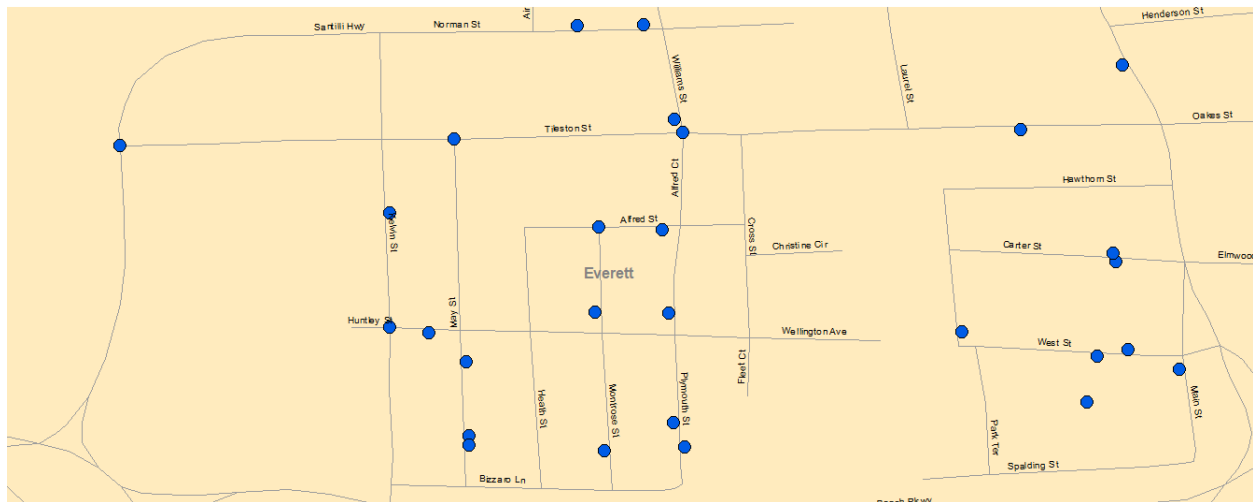 Henderson St
Santilli Hwy
Norman St
Williams St
Laurel St
Oakes St
Tileston St
Alfred Ct
Hawthorn St
Alfred St
Cross St
Christine Cir
Carter St
Elmwood
Everett
May St
Huntley St
Wellington Ave
West St
Fleet Ct
Heath St
Montrose St
Plymouth St
Main St
Park Ter
Spalding St
Bizzaro Ln